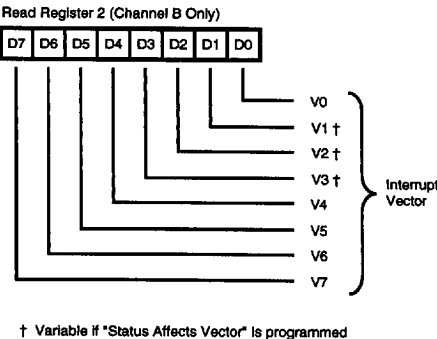 Read Register 2 (Channel B Only)
D7 D6 D5 D4 D3 D2 D1 D0
V0
V1 †
V2 †
V3 †
Interrupt
Vector
V4
V5
V6
V7
† Variable if "Status Affects Vector" is programmed